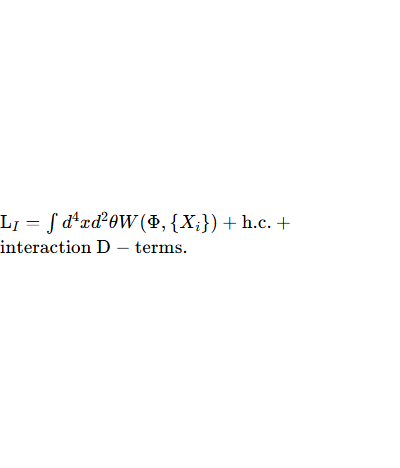 L_I = ∫ d⁴xd²θW(Φ, {X_i}) + h.c. +
interaction D − terms.